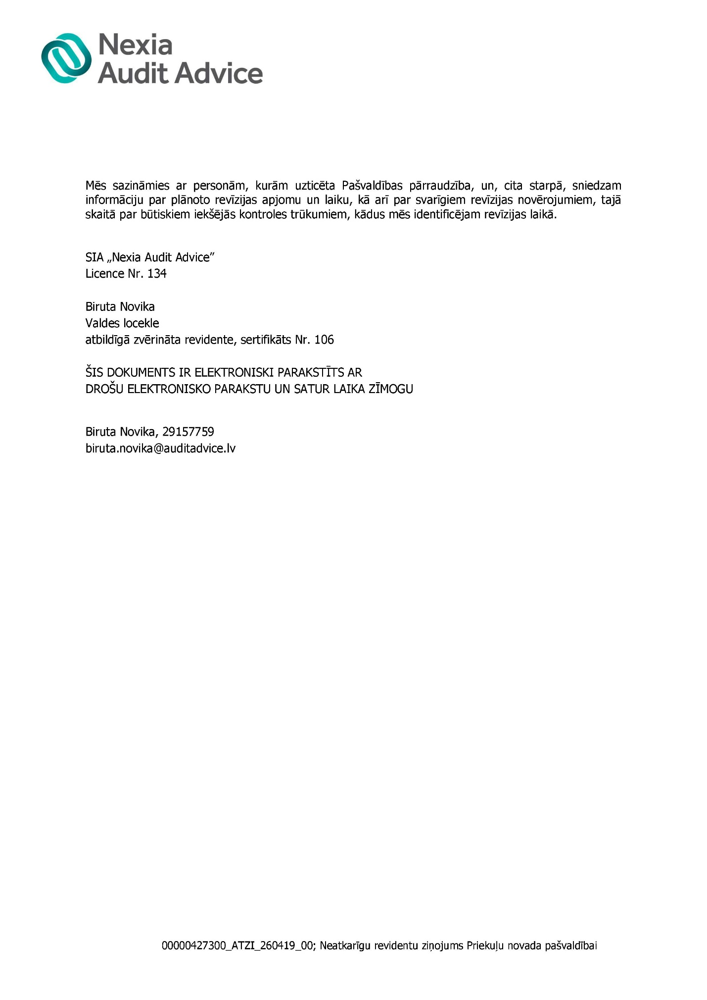 Nexia
Audit Advice
Mēs sazināmies ar personām, kurām uzticēta Pašvaldības pārraudzība, un, cita starpā, sniedzam
informāciju par plānoto revīzijas apjomu un laiku, kā arī par svarīgiem revīzijas novērojumiem, tajā
skaitā par būtiskiem iekšējās kontroles trūkumiem, kādus mēs identificējam revīzijas laikā.
SIA „Nexia Audit Advice”
Licence Nr. 134
Biruta Novika
Valdes locekle
atbildīgā zvērināta revidente, sertifikāts Nr. 106
ŠIS DOKUMENTS IR ELEKTRONISKI PARAKSTĪTS AR
DROŠU ELEKTRONISKO PARAKSTU UN SATUR LAIKA ZĪMOGU
Biruta Novika, 29157759
biruta.novika@auditadvice.lv
00000427300_ATZI_260419_00; Neatkarīgu revidentu ziņojums Priekuļu novada pašvaldībai